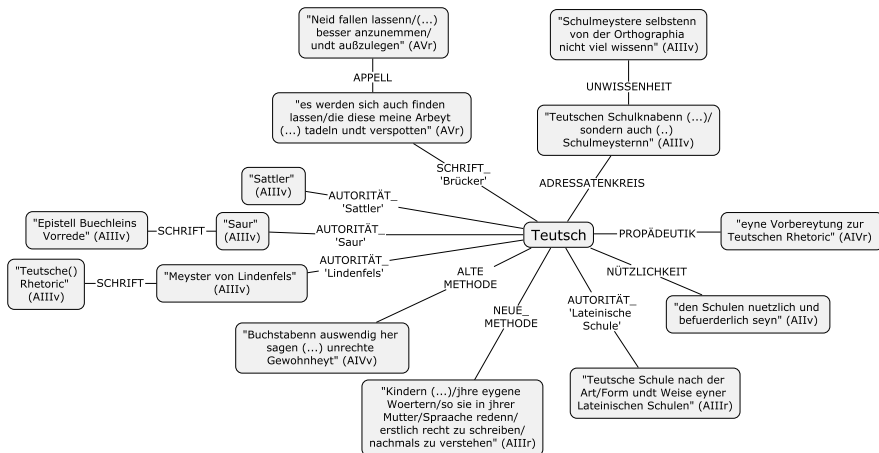 "Neid fallen lassenn/(...)
besser anzunemmen/
undt außzulegen" (AVr)
"Schulmeystere selbstenn
von der Orthographia
nicht viel wissenn" (AIIIv)
APPELL
UNWISSENHEIT
"es werden sich auch finden
lassen/die diese meine Arbeyt
(...) tadeln undt verspotten" (AVr)
"Teutschen Schulknabenn (...)/
sondern auch (..)
Schulmeysternn" (AIIIv)
SCHRIFT_
'Brücker'
ADRESSATENKREIS
"Sattler"
(AIIIv)
AUTORITÄT_
'Sattler'
"Epistell Buechleins
Vorrede" (AIIIv)
SCHRIFT
"Saur"
(AIIIv)
AUTORITÄT_
'Saur'
Teutsch
PROPÄDEUTIK
"eyne Vorbereytung zur
Teutschen Rhetoric" (AIVr)
"Teutsche()
Rhetoric"
(AIIIv)
SCHRIFT
"Meyster von Lindenfels"
(AIIIv)
AUTORITÄT_
'Lindenfels'
ALTE
METHODE
NEUE_
METHODE
AUTORITÄT_
'Lateinische
Schule'
NÜTZLICHKEIT
"den Schulen nuetzlich und
befuerderlich seyn" (AIIv)
"Buchstabenn auswendig her
sagen (...) unrechte
Gewohnheyt" (AIVv)
"Kindern (...)/jhre eygene
Woertern/so sie in jhrer
Mutter/Spraache redenn/
erstlich recht zu schreiben/
nachmals zu verstehen" (AIIIr)
"Teutsche Schule nach der
Art/Form undt Weise eyner
Lateinischen Schulen" (AIIIr)